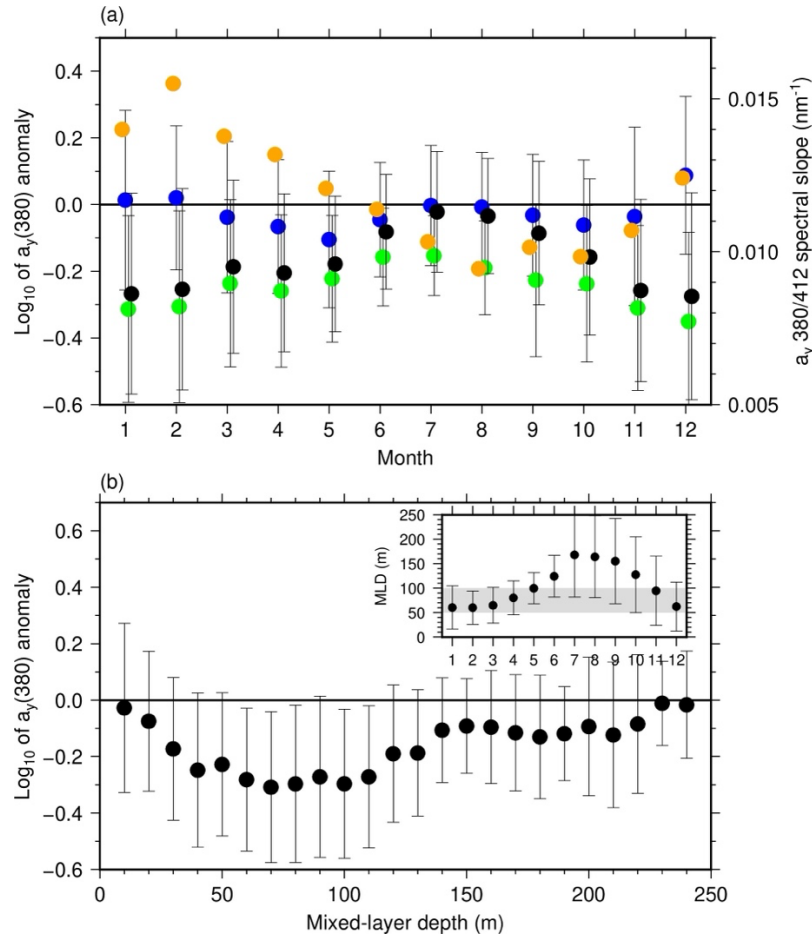 (a)
Log10 of ay(380) anomaly
0.4
0.2
0.0
−0.2
−0.4
−0.6
0.015
0.010
0.005
ay 380/412 spectral slope (nm-1)
1 2 3 4 5 6 7 8 9 10 11 12
Month
(b)
Log10 of ay(380) anomaly
0.6
0.4
0.2
0.0
−0.2
−0.4
−0.6
MLD (m)
250
200
150
100
50
0
1 2 3 4 5 6 7 8 9 10 11 12
0 50 100 150 200 250
Mixed-layer depth (m)